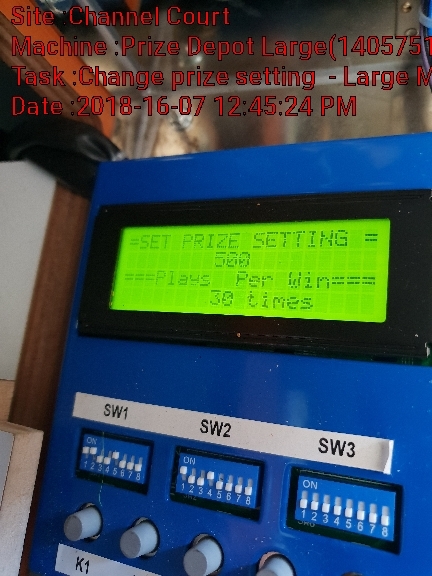 Site :Channel Court
Machine :Prize Depot Large(1405751
Task :Change prize setting - Large M
Date :2018-16-07 12:45:24 PM
=SET PRIZE SETTING =
500
===Plays Per Win===
30 times
SW1
SW2
SW3
ON
1 2 3 4 5 6 7 8
ON
1 2 3 4 5 6 7 8
ON
1 2 3 4 5 6 7 8
K1